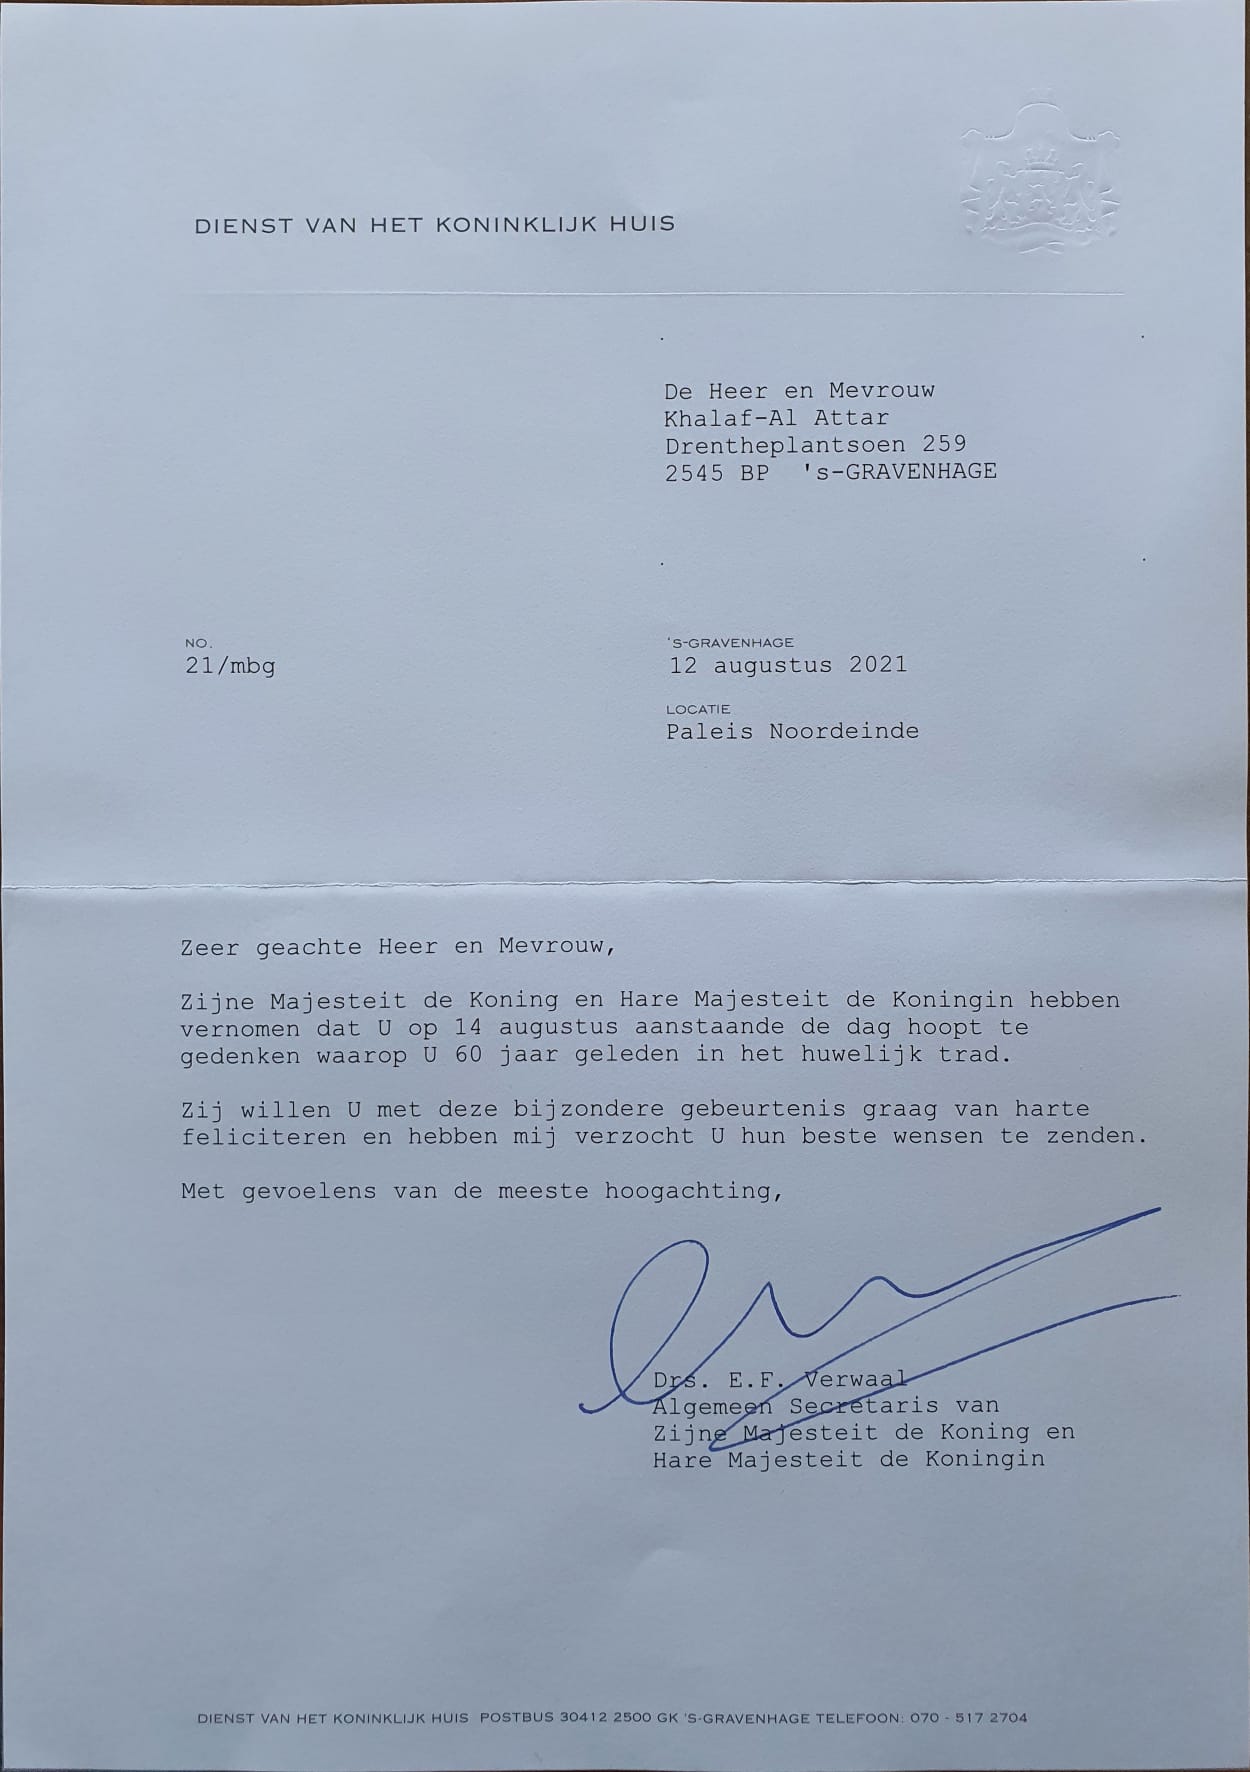 DIENST VAN HET KONINKLIJK HUIS
De Heer en Mevrouw
Khalaf-Al Attar
Drentheplantsoen 259
2545 BP 's-GRAVENHAGE
NO.
21/mbg
'S-GRAVENHAGE
12 augustus 2021
LOCATIE
Paleis Noordeinde
Zeer geachte Heer en Mevrouw,
Zijne Majesteit de Koning en Hare Majesteit de Koningin hebben
vernomen dat U op 14 augustus aanstaande de dag hoopt te
gedenken waarop U 60 jaar geleden in het huwelijk trad.
Zij willen U met deze bijzondere gebeurtenis graag van harte
feliciteren en hebben mij verzocht U hun beste wensen te zenden.
Met gevoelens van de meeste hoogachting,
Drs. E.F. Verwaal
Algemeen Secretaris van
Zijne Majesteit de Koning en
Hare Majesteit de Koningin
DIENST VAN HET KONINKLIJK HUIS POSTBUS 30412 2500 GK 'S-GRAVENHAGE TELEFOON: 070 - 517 2704